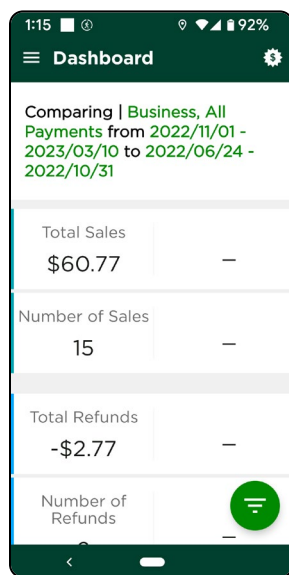 1:15 92%
Dashboard
Comparing | Business, All
Payments from 2022/11/01 -
2023/03/10 to 2022/06/24 -
2022/10/31
Total Sales
$60.77 –
Number of Sales
15 –
Total Refunds
-$2.77 –
Number of
Refunds
–